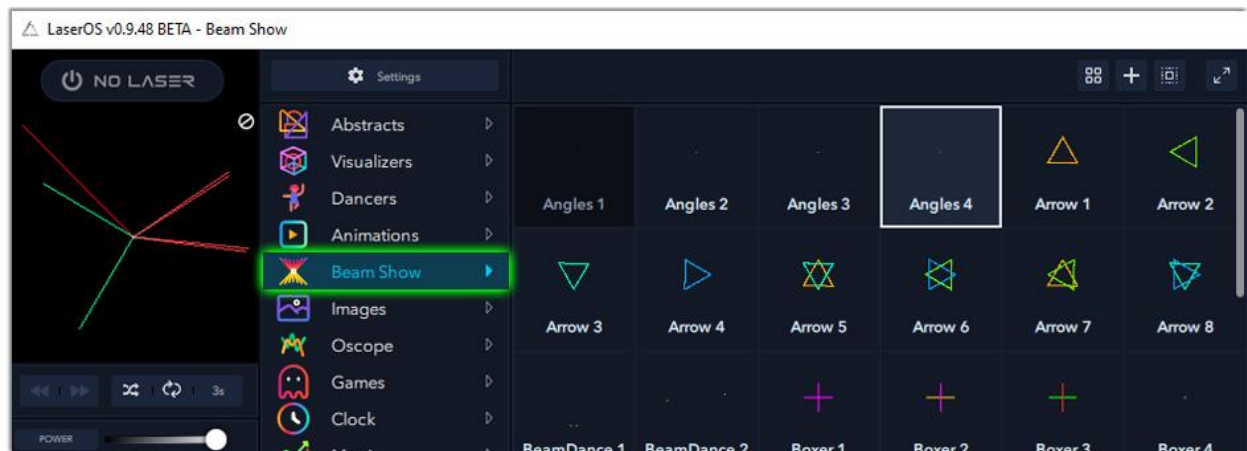 LaserOS v0.9.48 BETA - Beam Show
NO LASER
Settings
Abstracts
Visualizers
Dancers
Animations
Beam Show
Images
Oscope
Games
Clock
3s
POWER
Angles 1 Angles 2 Angles 3 Angles 4 Arrow 1 Arrow 2
Arrow 3 Arrow 4 Arrow 5 Arrow 6 Arrow 7 Arrow 8
BeamDance 1 BeamDance 2 Boxer 1 Boxer 2 Boxer 3 Boxer 4